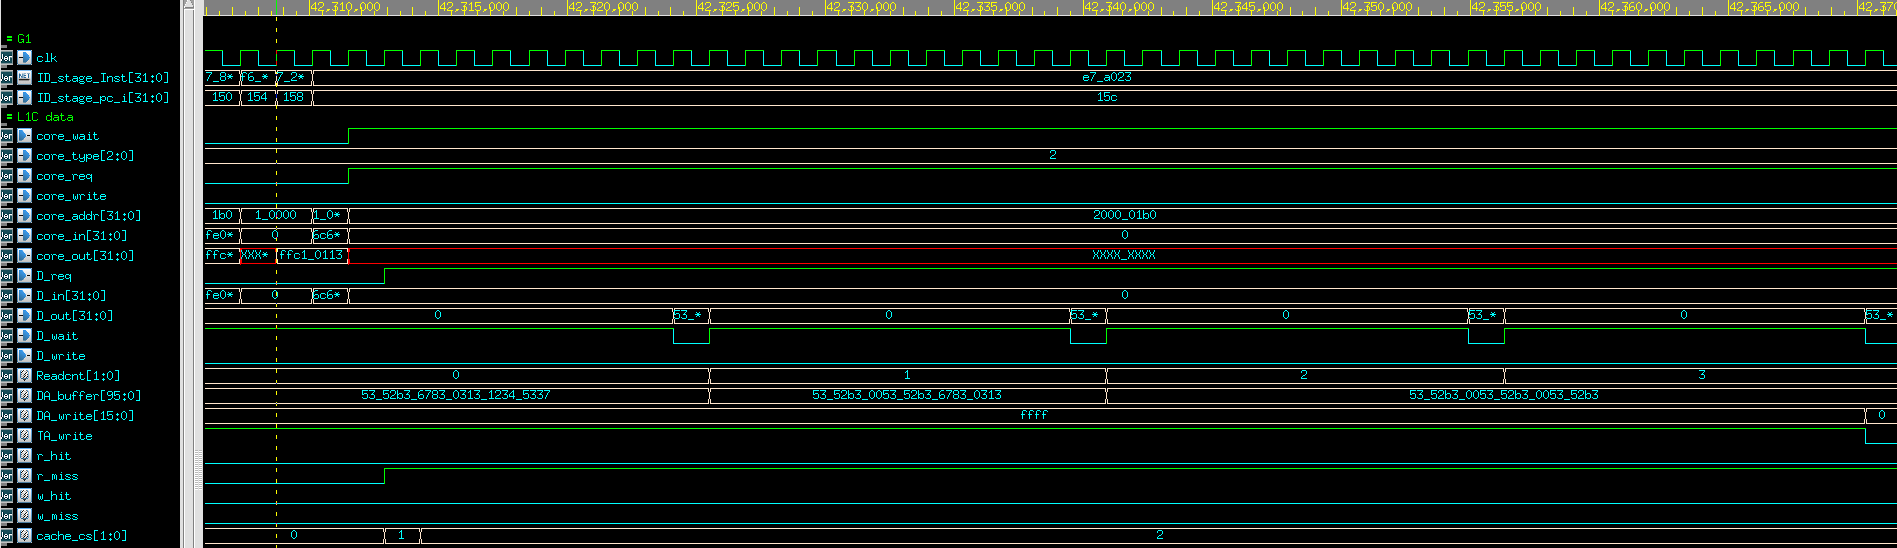 42,310,000 42,315,000 42,320,000 42,325,000 42,330,000 42,335,000 42,340,000 42,345,000 42,350,000 42,355,000 42,360,000 42,365,000 42,370
= G1
clk
ID_stage_Inst[31:0] 7_8* f6_* 7_2* e7_a023
ID_stage_pc_i[31:0] 150 154 158 15c
= L1C data
core_wait
core_type[2:0] 2
core_req
core_write
core_addr[31:0] 1b0 1_0000 1_0* 2000_01b0
core_in[31:0] fe0* 0 6c6* 0
core_out[31:0] ffc* XXX* ffc1_0113 XXXX_XXXX
D_req
D_in[31:0] fe0* 0 6c6* 0
D_out[31:0] 0 53_* 0 53_* 0 53_* 0 53_*
D_wait
D_write
Readcnt[1:0] 0 1 2 3
DA_buffer[95:0] 53_52b3_6783_0313_1234_5337 53_52b3_0053_52b3_6783_0313 53_52b3_0053_52b3_0053_52b3
DA_write[15:0] ffff 0
TA_write
r_hit
r_miss
w_hit
w_miss
cache_cs[1:0] 0 1 2